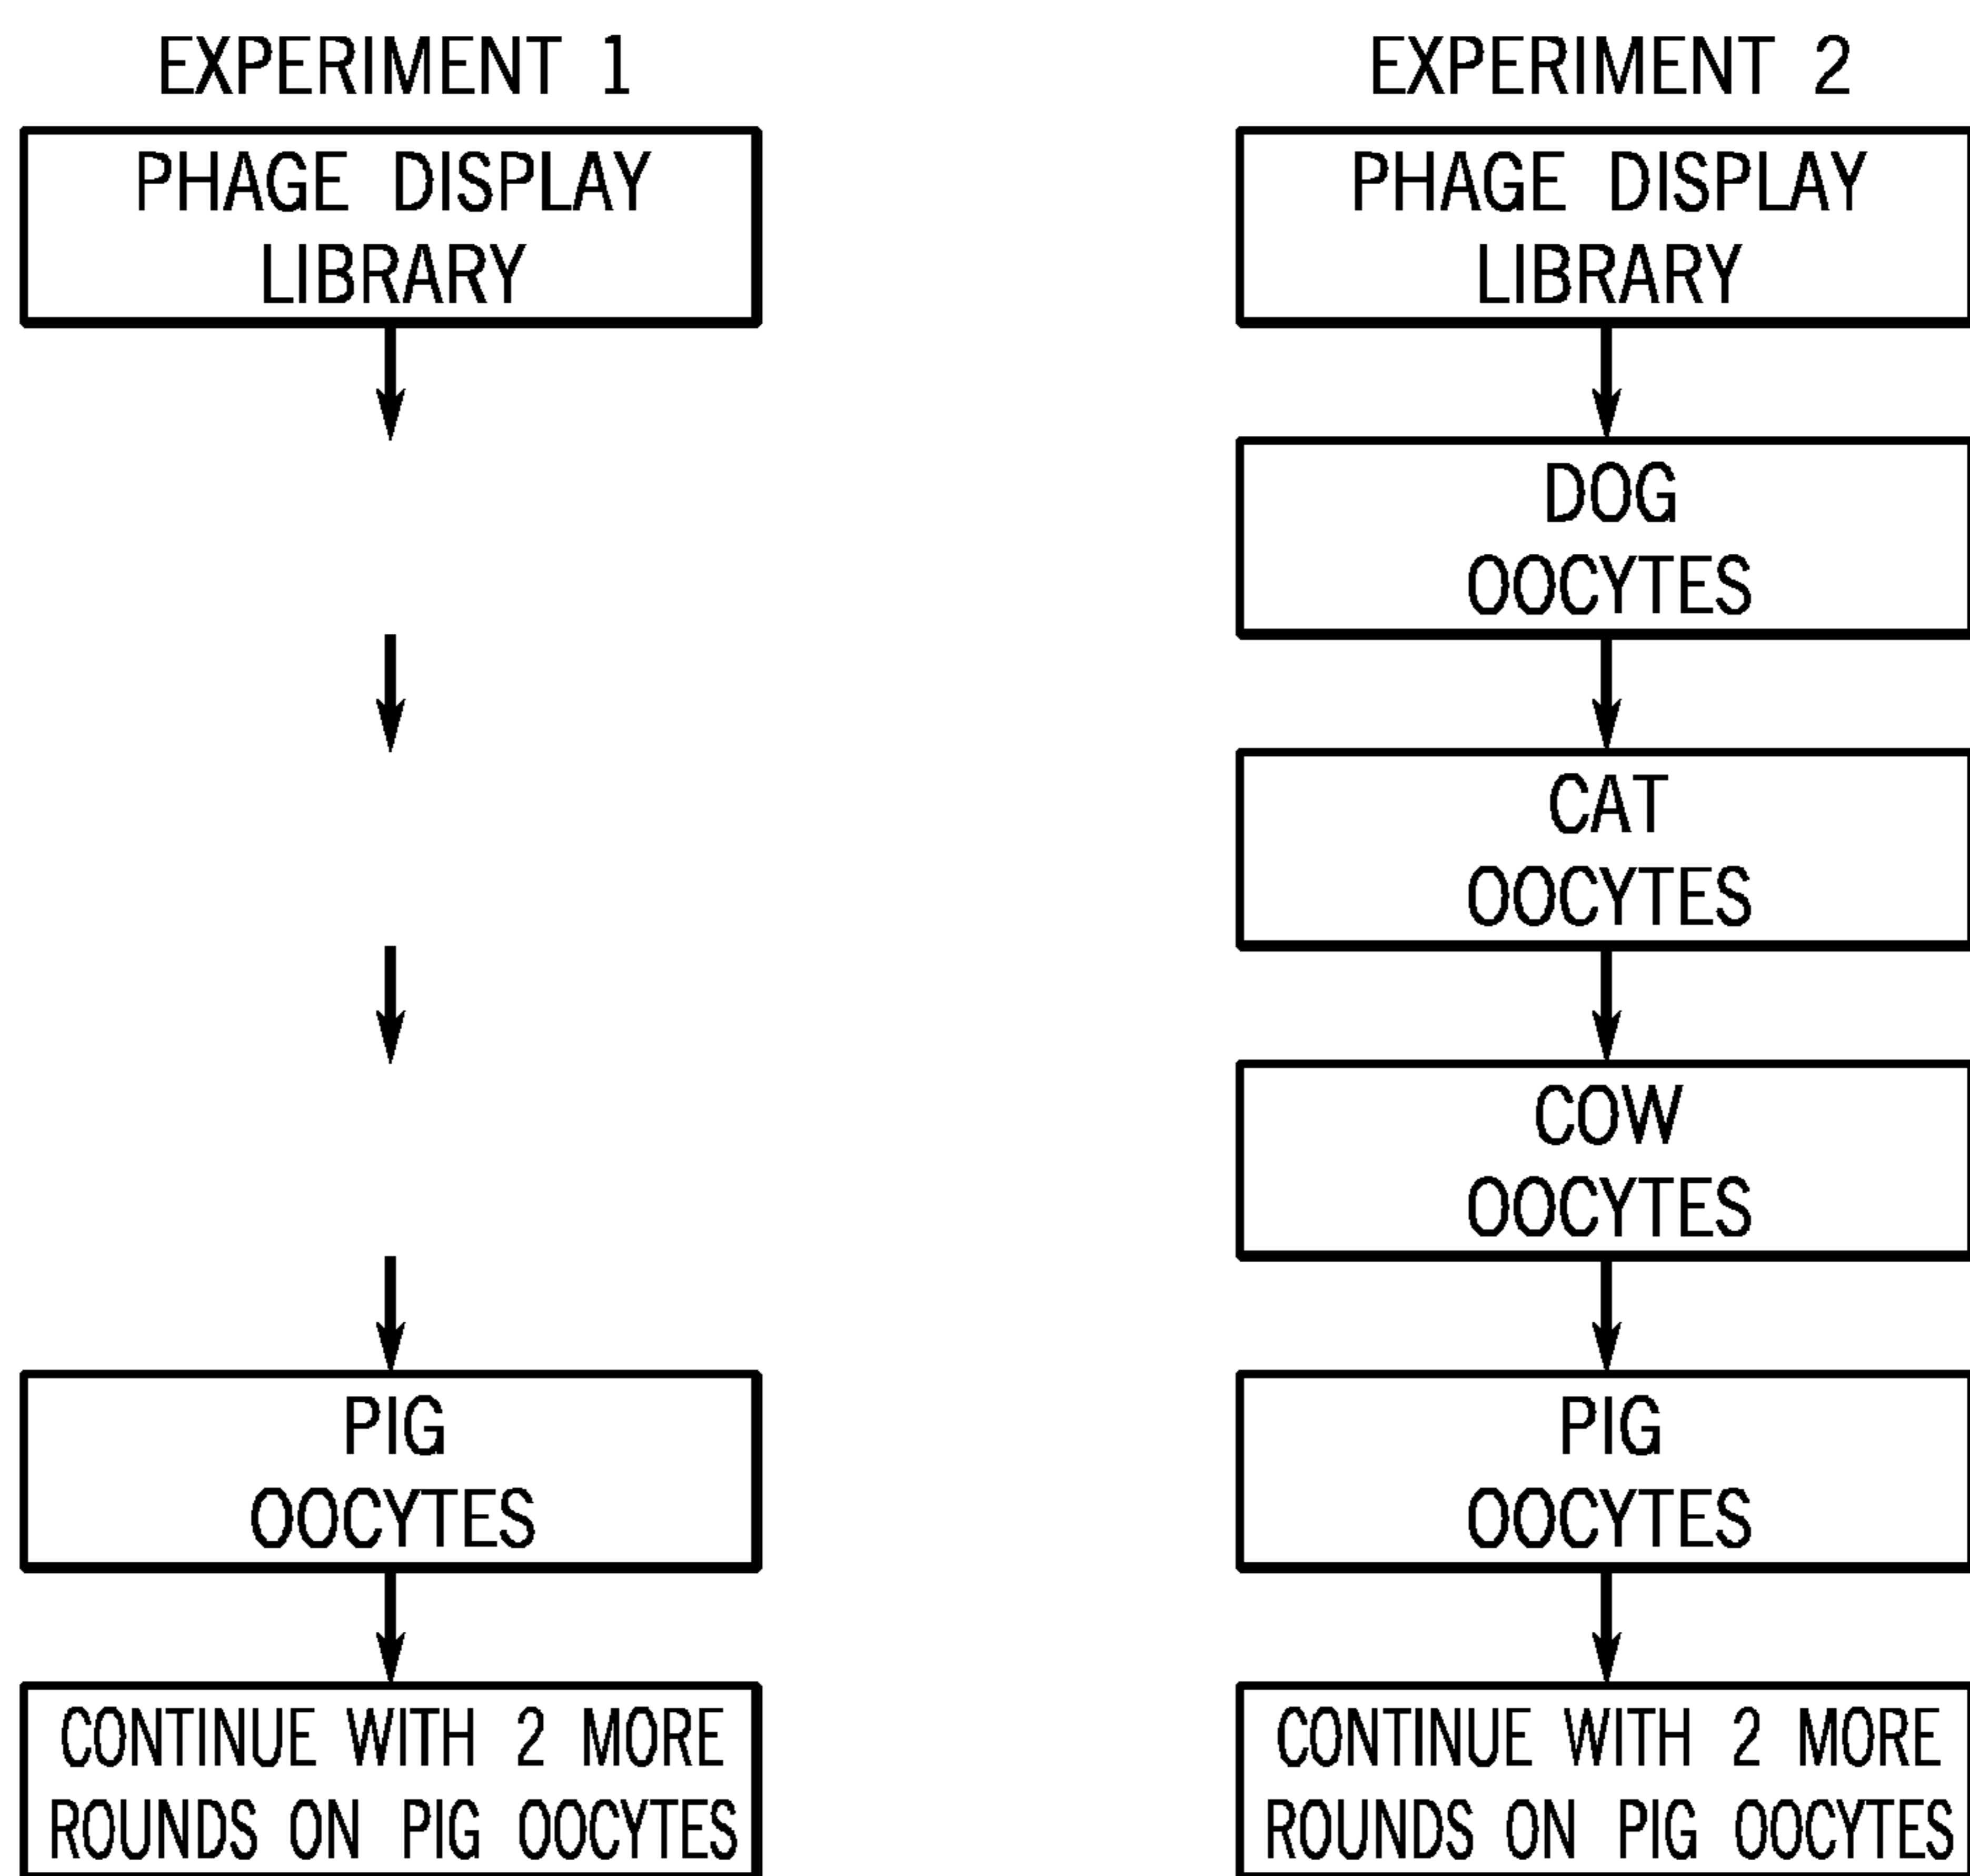 EXPERIMENT 1
PHAGE DISPLAY
LIBRARY
PIG
OOCYTES
CONTINUE WITH 2 MORE
ROUNDS ON PIG OOCYTES
EXPERIMENT 2
PHAGE DISPLAY
LIBRARY
DOG
OOCYTES
CAT
OOCYTES
COW
OOCYTES
PIG
OOCYTES
CONTINUE WITH 2 MORE
ROUNDS ON PIG OOCYTES